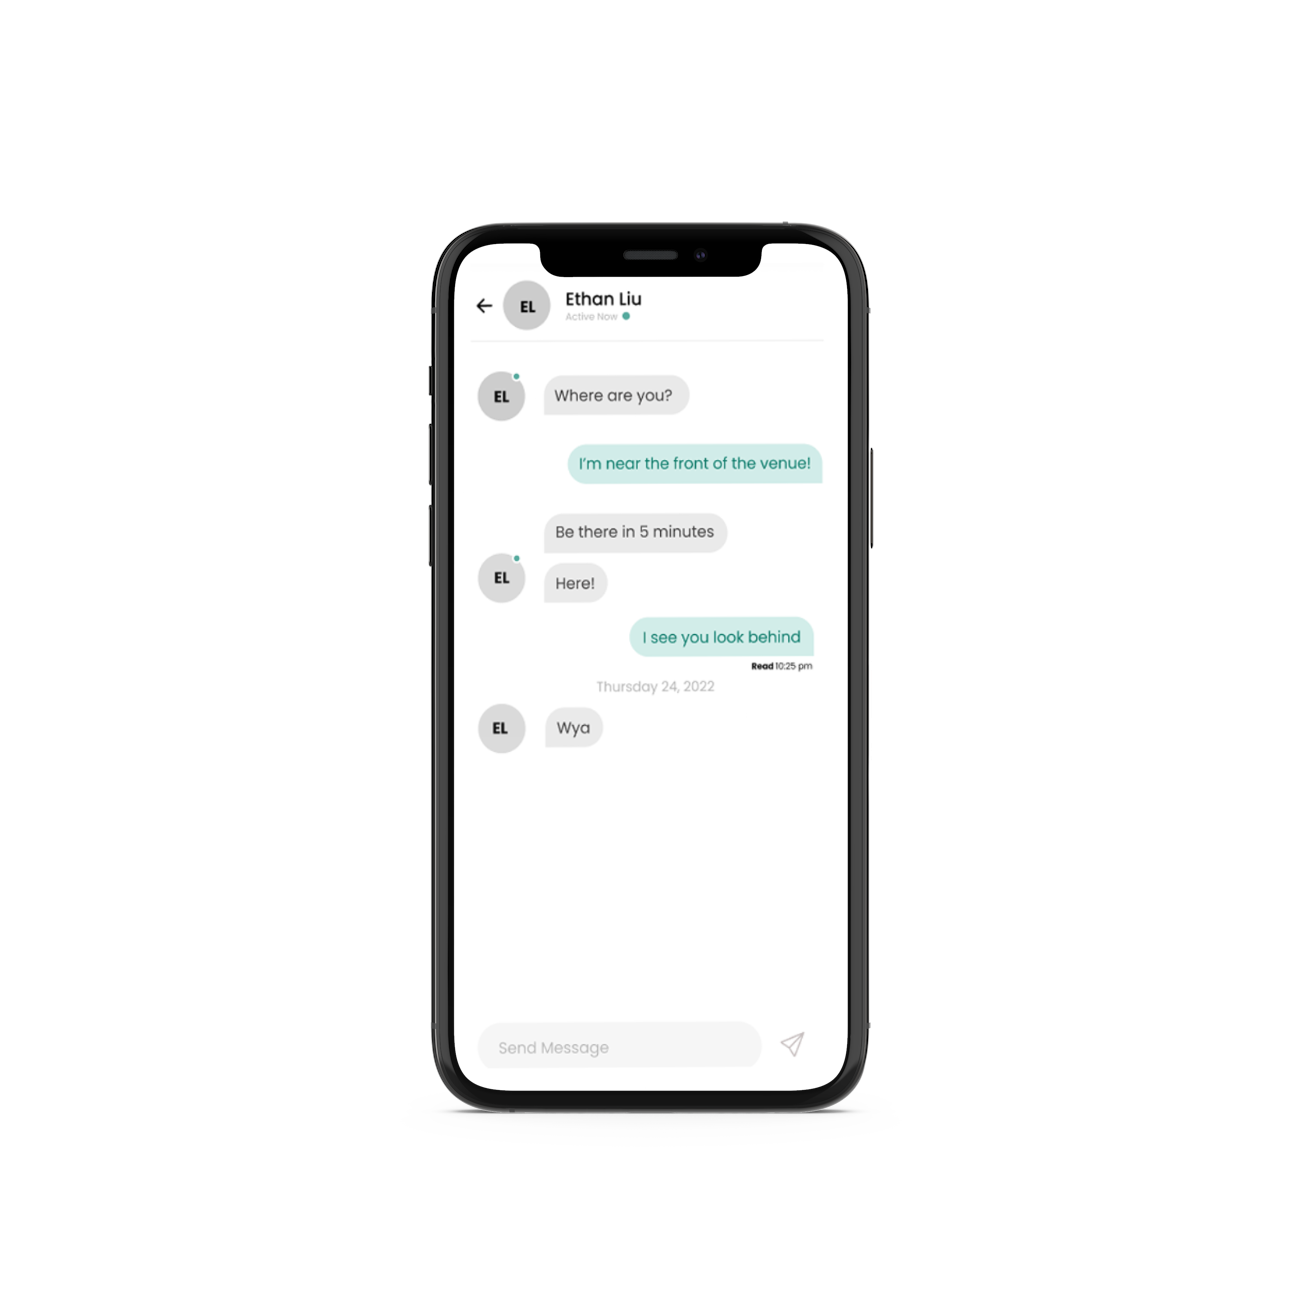 EL
Ethan Liu
Active Now
EL
Where are you?
I'm near the front of the venue!
Be there in 5 minutes
EL
Here!
I see you look behind
Read 10:25 pm
Thursday 24, 2022
EL
Wya
Send Message